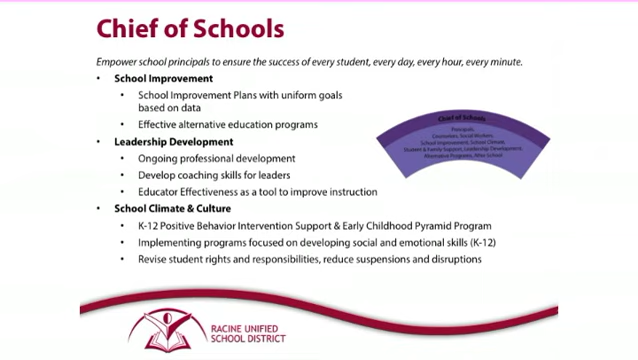 Chief of Schools
Empower school principals to ensure the success of every student, every day, every hour, every minute.
• School Improvement
• School Improvement Plans with uniform goals
based on data
• Effective alternative education programs
• Leadership Development
• Ongoing professional development
• Develop coaching skills for leaders
• Educator Effectiveness as a tool to improve instruction
• School Climate & Culture
• K-12 Positive Behavior Intervention Support & Early Childhood Pyramid Program
• Implementing programs focused on developing social and emotional skills (K-12)
• Revise student rights and responsibilities, reduce suspensions and disruptions
Chief of Schools
Principals,
Counselors, Social Workers,
School Improvement, School Climate,
Student & Family Support, Leadership Development,
Programs, After School
RACINE UNIFIED
SCHOOL DISTRICT